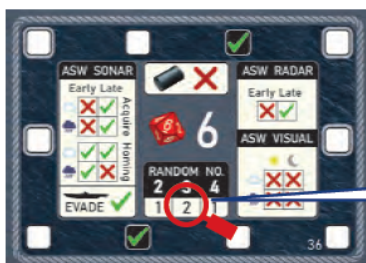 ASW SONAR
Early Late
Acquire
Homing
EVADE
6
6
RANDOM NO.
2 3 4
1 2 1
ASW RADAR
Early Late
ASW VISUAL
36